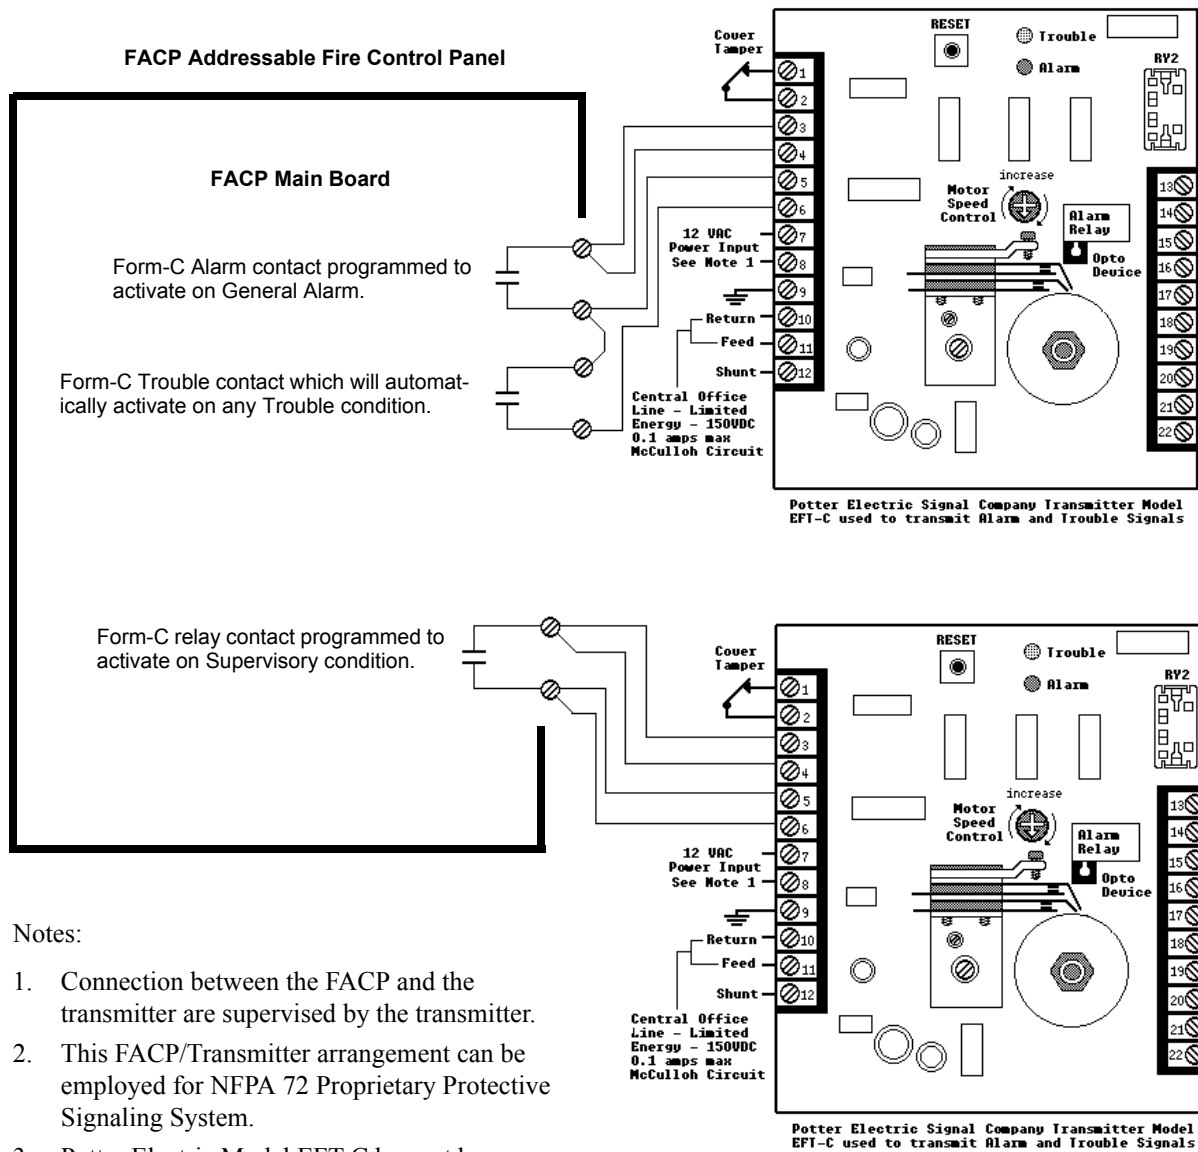 FACP Addressable Fire Control Panel
FACP Main Board
Form-C Alarm contact programmed to
activate on General Alarm.
Form-C Trouble contact which will automat-
ically activate on any Trouble condition.
Cover
Tamper
1
2
3
4
5
6
7
8
9
10
11
12
12 VAC
Power Input
See Note 1
Return
Feed
Shunt
Central Office
Line - Limited
Energy - 150VDC
0.1 amps max
McCulloh Circuit
RESET
Trouble
Alarm
RY2
increase
Motor
Speed
Control
Alarm
Relay
Opto
Device
13
14
15
16
17
18
19
20
21
22
Potter Electric Signal Company Transmitter Model
EFT-C used to transmit Alarm and Trouble Signals
Form-C relay contact programmed to
activate on Supervisory condition.
Cover
Tamper
1
2
3
4
5
6
7
8
9
10
11
12
12 VAC
Power Input
See Note 1
Return
Feed
Shunt
Central Office
Line - Limited
Energy - 150VDC
0.1 amps max
McCulloh Circuit
RESET
Trouble
Alarm
RY2
increase
Motor
Speed
Control
Alarm
Relay
Opto
Device
13
14
15
16
17
18
19
20
21
22
Potter Electric Signal Company Transmitter Model
EFT-C used to transmit Alarm and Trouble Signals
Notes:
1. Connection between the FACP and the
transmitter are supervised by the transmitter.
2. This FACP/Transmitter arrangement can be
employed for NFPA 72 Proprietary Protective
Signaling System.
3. Potter Electric Model EFT-C